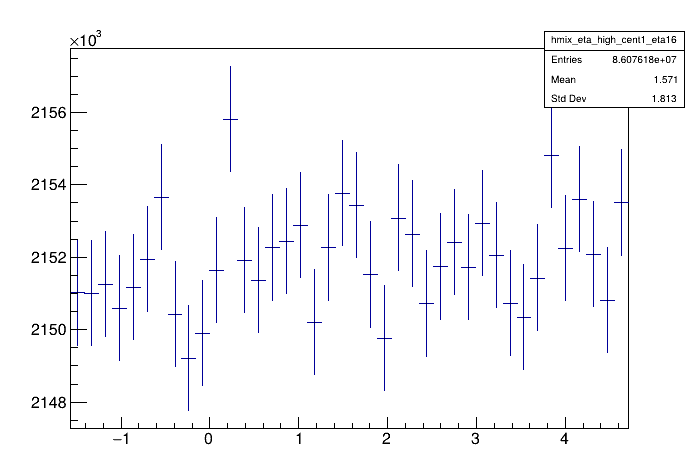 ×10³
hmix_eta_high_cent1_eta16
Entries 8.607618e+07
Mean 1.571
Std Dev 1.813
2156
2154
2152
2150
2148
−1 0 1 2 3 4